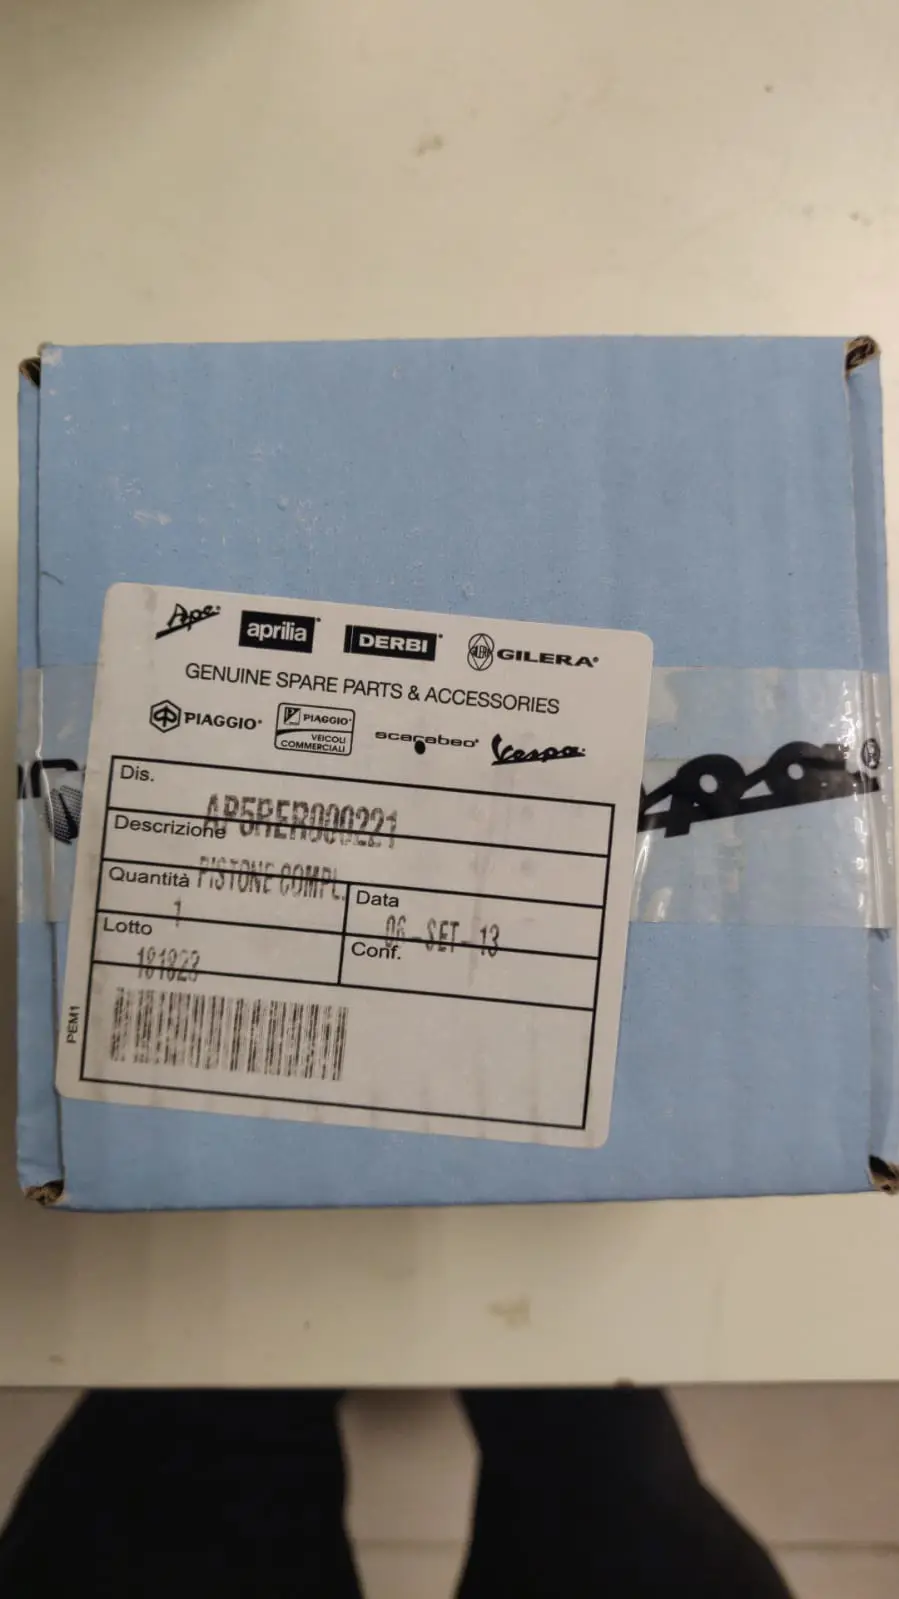 Ape
aprilia
DERBI
GILERA
GENUINE SPARE PARTS & ACCESSORIES
PIAGGIO
PIAGGIO
VEICOLI
COMMERCIALI
scarabeo
Vespa
Dis.
AP5RER000221
Descrizione
PISTONE COMPL.
Quantità
1
Data
06-SET-13
Lotto
181823
Conf.
PEM1